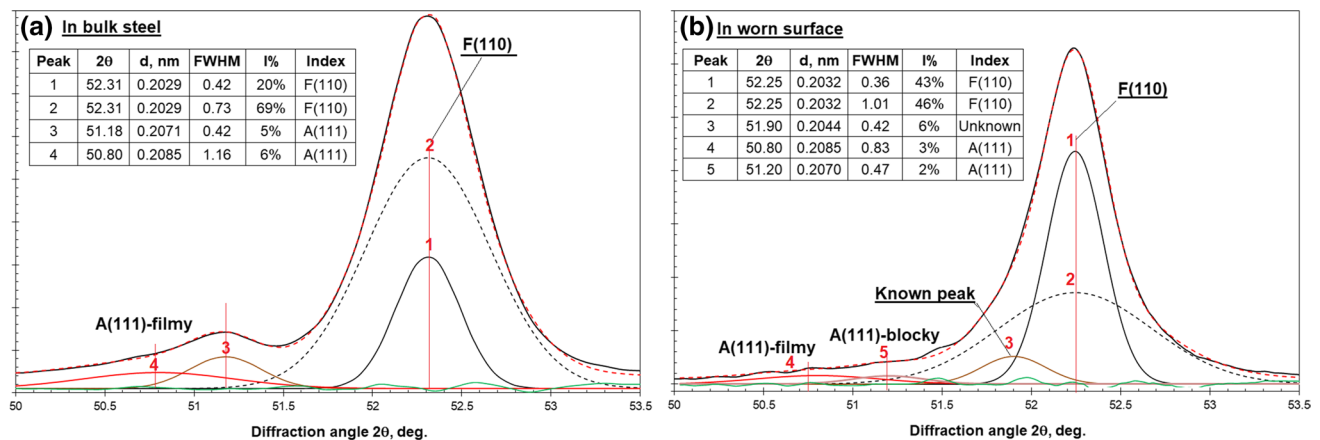 (a) In bulk steel
Peak 2θ d, nm FWHM I% Index
1 52.31 0.2029 0.42 20% F(110)
2 52.31 0.2029 0.73 69% F(110)
3 51.18 0.2071 0.42 5% A(111)
4 50.80 0.2085 1.16 6% A(111)
F(110)
2
1
A(111)-filmy
4
3
50 50.5 51 51.5 52 52.5 53 53.5
Diffraction angle 2θ, deg.
(b) In worn surface
Peak 2θ d, nm FWHM I% Index
1 52.25 0.2032 0.36 43% F(110)
2 52.25 0.2032 1.01 46% F(110)
3 51.90 0.2044 0.42 6% Unknown
4 50.80 0.2085 0.83 3% A(111)
5 51.20 0.2070 0.47 2% A(111)
F(110)
1
2
Known peak
A(111)-blocky
A(111)-filmy
4
5
3
50 50.5 51 51.5 52 52.5 53 53.5
Diffraction angle 2θ, deg.